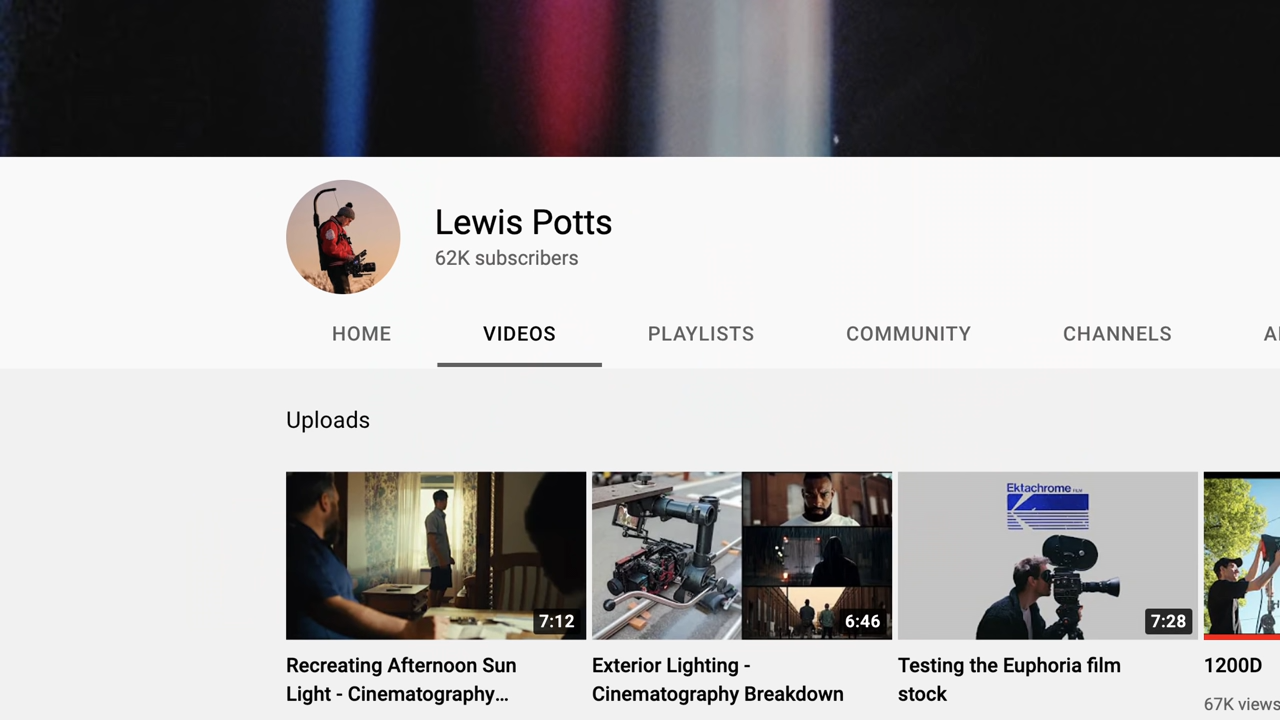 Lewis Potts
62K subscribers
HOME VIDEOS PLAYLISTS COMMUNITY CHANNELS
Uploads
Ektachrome FILM
7:12 6:46 7:28
Recreating Afternoon Sun
Light - Cinematography...
Exterior Lighting -
Cinematography Breakdown
Testing the Euphoria film
stock
1200D
67K views